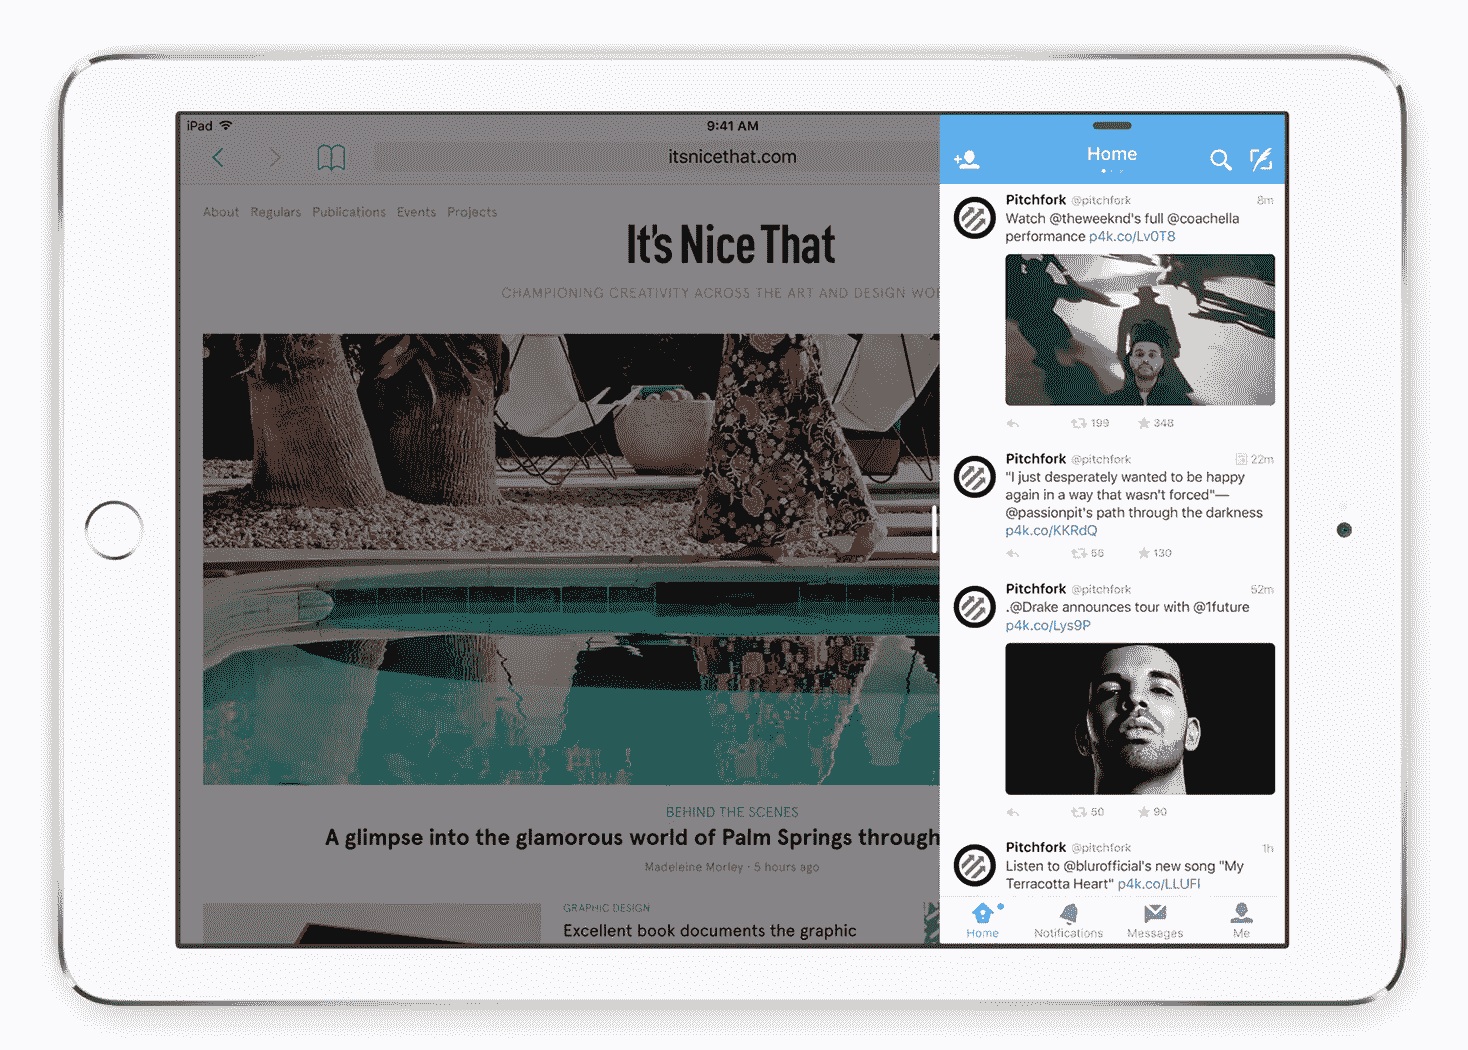 iPad
9:41 AM
itsnicethat.com
About Regulars Publications Events Projects
It's Nice That
CHAMPIONING CREATIVITY ACROSS THE ART AND DESIGN
BEHIND THE SCENES
A glimpse into the glamorous world of Palm Springs through
Madeleine Morley · 5 hours ago
GRAPHIC DESIGN
Excellent book documents the graphic
Home
Pitchfork @pitchfork 8m
Watch @theweeknd's full @coachella
performance p4k.co/Lv0T8
199 348
Pitchfork @pitchfork 22m
"I just desperately wanted to be happy
again in a way that wasn't forced"—
@passionpit's path through the darkness
p4k.co/KKRdQ
130
Pitchfork @pitchfork 52m
.@Drake announces tour with @1future
p4k.co/Lys9P
50 90
Pitchfork @pitchfork 1h
Listen to @blurofficial's new song "My
Terracotta Heart" p4k.co/LLUFI
Home Notifications Messages Me